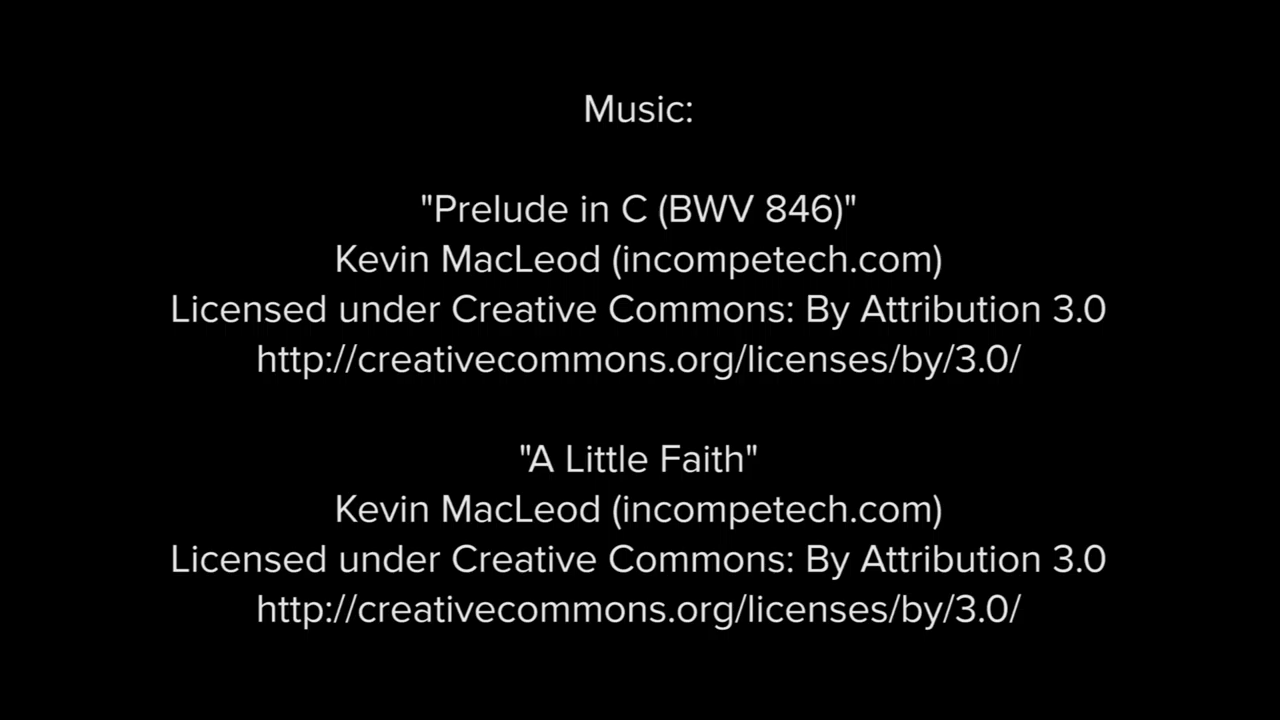 Music:
"Prelude in C (BWV 846)"
Kevin MacLeod (incompetech.com)
Licensed under Creative Commons: By Attribution 3.0
http://creativecommons.org/licenses/by/3.0/
"A Little Faith"
Kevin MacLeod (incompetech.com)
Licensed under Creative Commons: By Attribution 3.0
http://creativecommons.org/licenses/by/3.0/